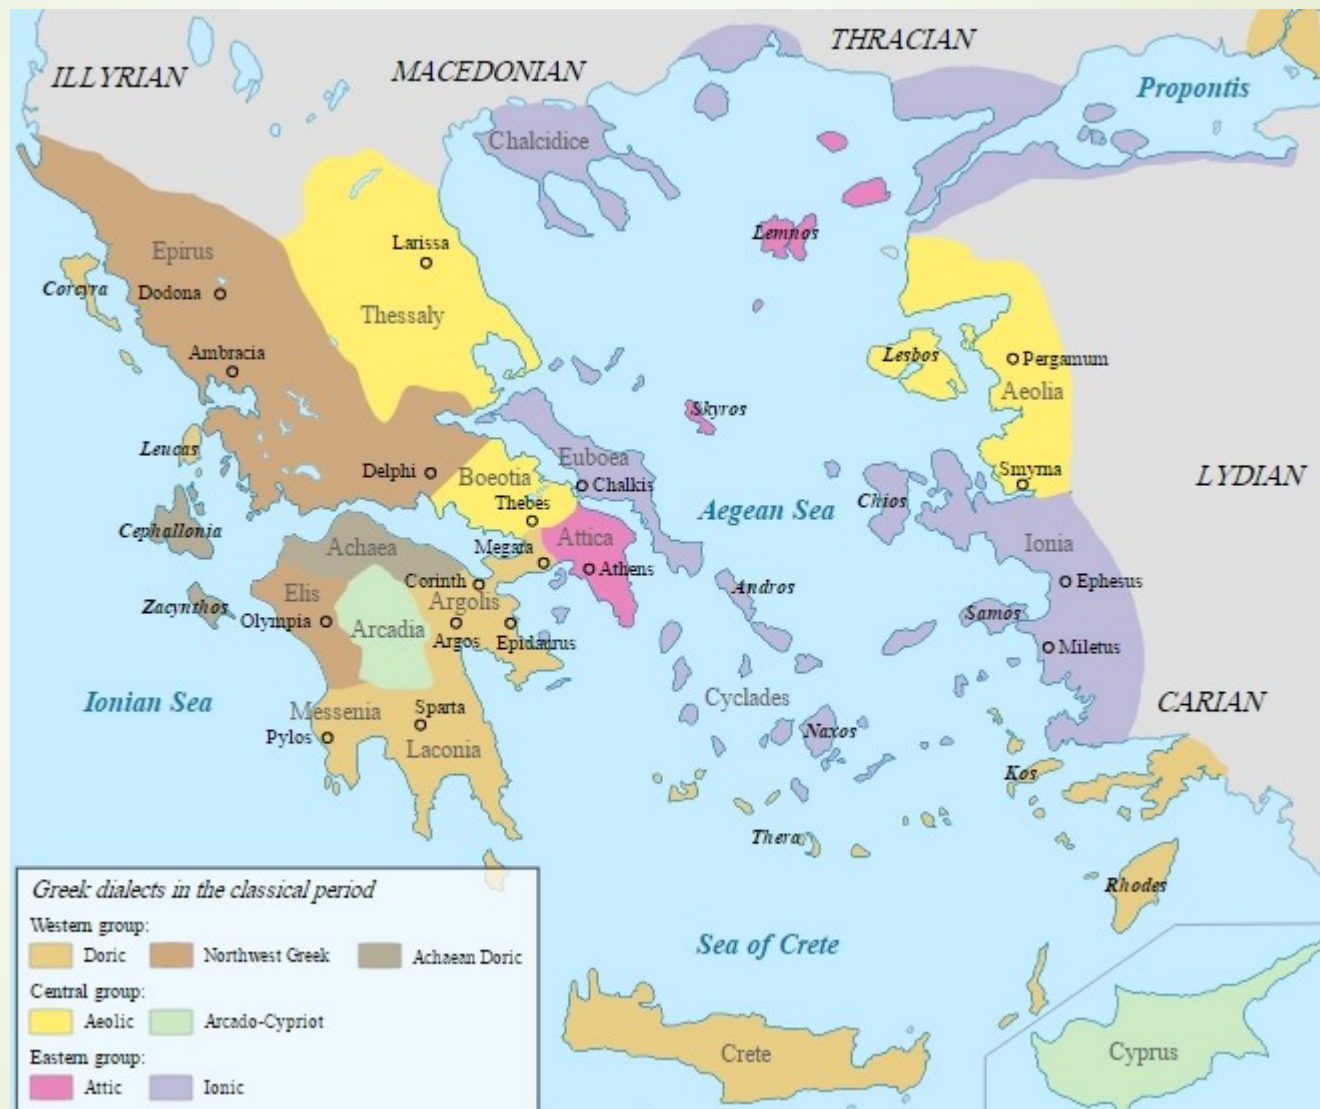 ILLYRIAN
MACEDONIAN
THRACIAN
Propontis
Chalcidice
Epirus
Larissa
Lemnos
Corcyra
Dodona
Thessaly
Ambracia
Lesbos
Pergamum
Aeolia
Skyros
Leucas
Delphi
Boeotia
Euboea
Chalkis
Smyrna
LYDIAN
Thebes
Aegean Sea
Chios
Cephallonia
Achaea
Megara
Attica
Ionia
Athens
Corinth
Andros
Ephesus
Elis
Argolis
Zacynthos
Olympia
Arcadia
Argos
Epidaurus
Samos
Miletus
Ionian Sea
Messenia
Sparta
Cyclades
CARIAN
Pylos
Laconia
Naxos
Kos
Thera
Rhodes
Sea of Crete
Crete
Cyprus
Greek dialects in the classical period
Western group:
Doric Northwest Greek Achaean Doric
Central group:
Aeolic Arcado-Cypriot
Eastern group:
Attic Ionic